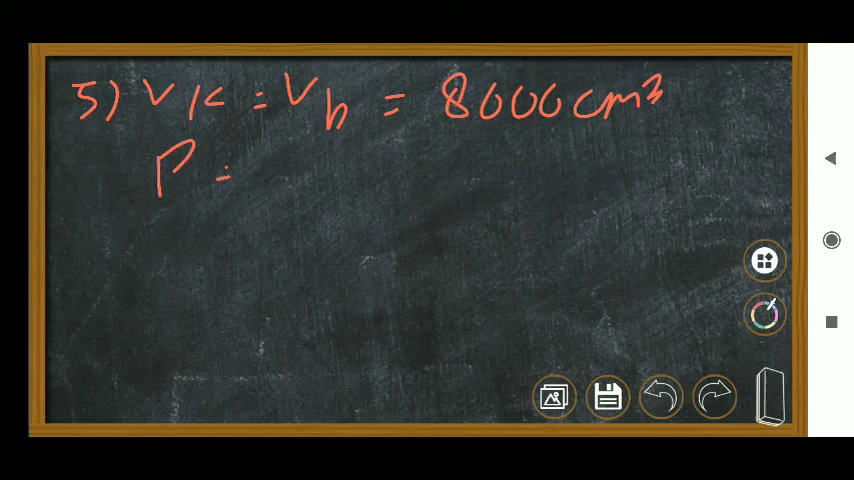 5) VK = Vb = 8000 cm³
P =